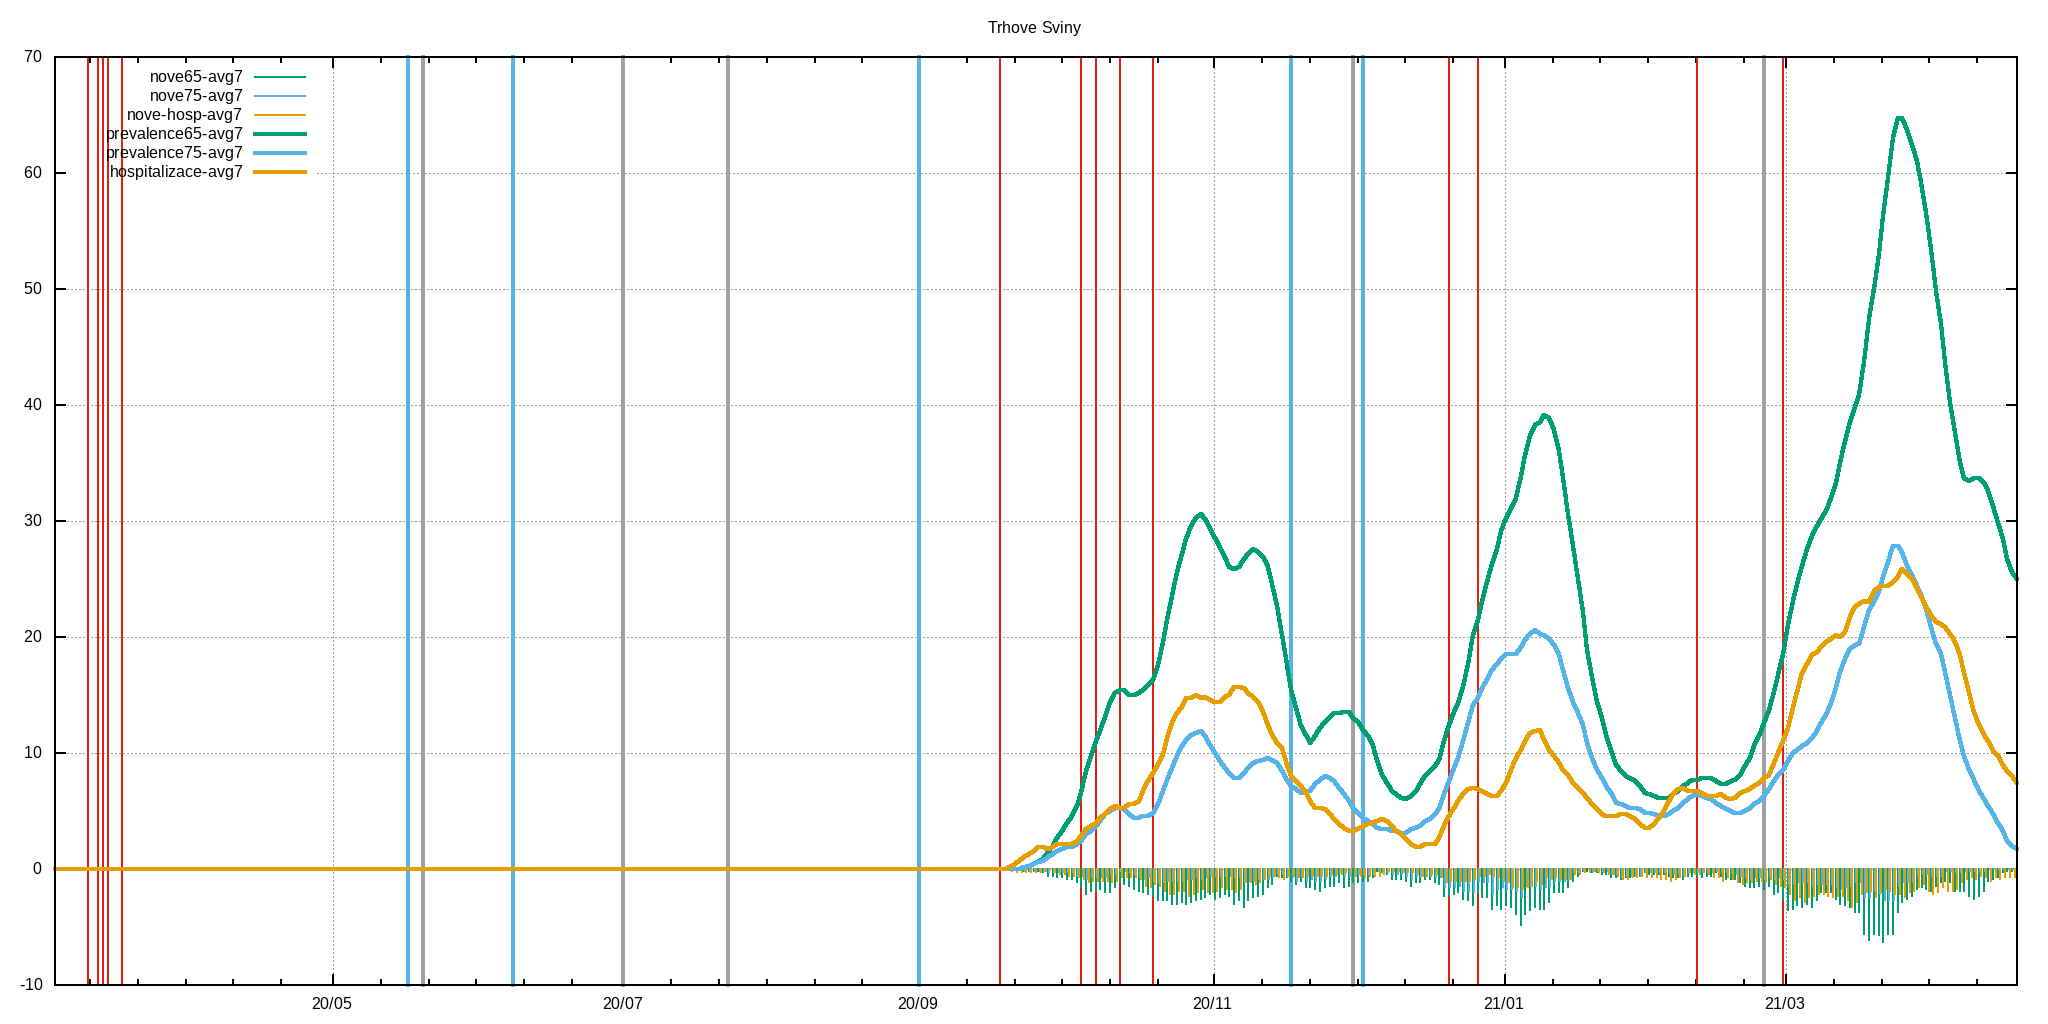 Trhove Sviny
70
nove65-avg7
nove75-avg7
nove-hosp-avg7
prevalence65-avg7
prevalence75-avg7
hospitalizace-avg7
60
50
40
30
20
10
0
-10
20/05 20/07 20/09 20/11 21/01 21/03